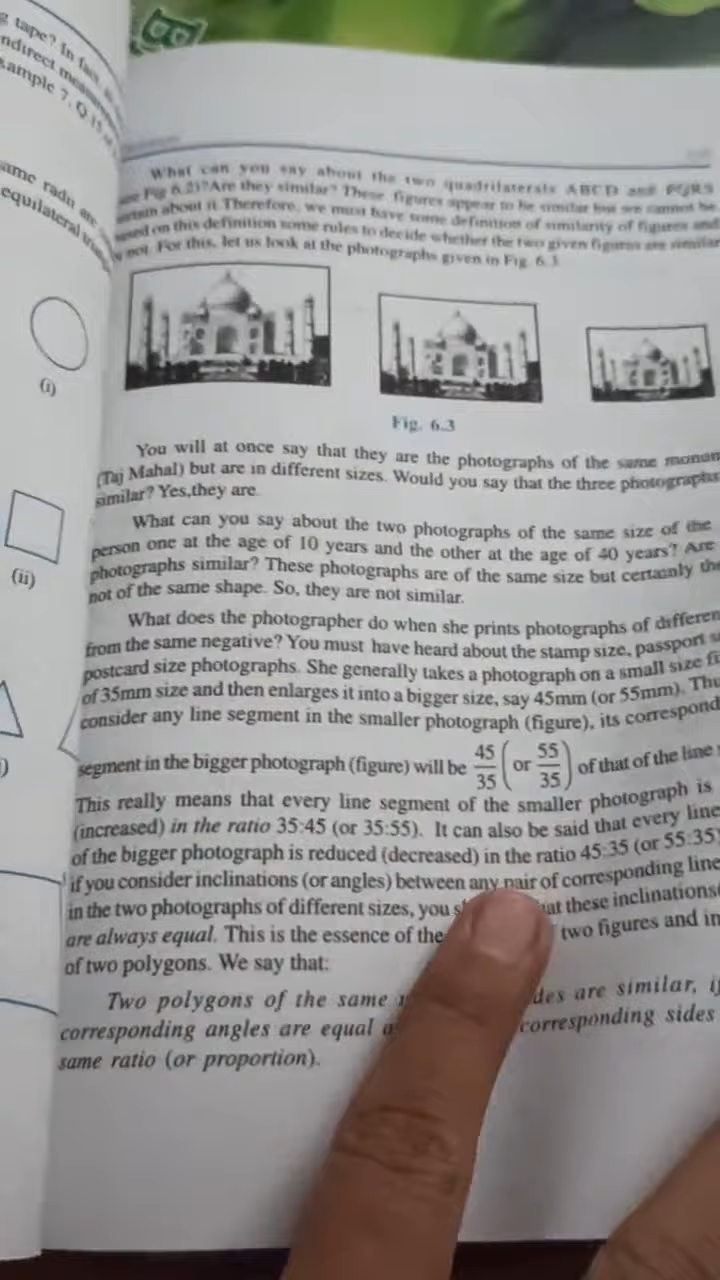 g tape? In fact,
ndirect
xample 7, Q.15
ame radii are
equilateral
(i)
(ii)
)
What can you say about the two quadrilaterals ABCD and PQRS
Fig 6.2)?Are they similar? These figures appear to be similar but we cannot be
certain about it.Therefore, we must have some definition of similarity of figures and
based on this definition some rules to decide whether the two given figures are similar
or not. For this, let us look at the photographs given in Fig. 6.3
Fig. 6.3
You will at once say that they are the photographs of the same monum
(Taj Mahal) but are in different sizes. Would you say that the three photographs
similar? Yes,they are.
What can you say about the two photographs of the same size of the
person one at the age of 10 years and the other at the age of 40 years? Are
photographs similar? These photographs are of the same size but certainly the
not of the same shape. So, they are not similar.
What does the photographer do when she prints photographs of differen
from the same negative? You must have heard about the stamp size, passport s
postcard size photographs. She generally takes a photograph on a small size fi
of 35mm size and then enlarges it into a bigger size, say 45mm (or 55mm). Thu
consider any line segment in the smaller photograph (figure), its correspond
segment in the bigger photograph (figure) will be 45/35 (or 55/35) of that of the line
This really means that every line segment of the smaller photograph is
(increased) in the ratio 35:45 (or 35:55). It can also be said that every line
of the bigger photograph is reduced (decreased) in the ratio 45:35 (or 55:35)
if you consider inclinations (or angles) between any pair of corresponding line
in the two photographs of different sizes, you s at these inclinations(
are always equal. This is the essence of the two figures and in
of two polygons. We say that:
Two polygons of the same des are similar, if
corresponding angles are equal a corresponding sides
same ratio (or proportion).